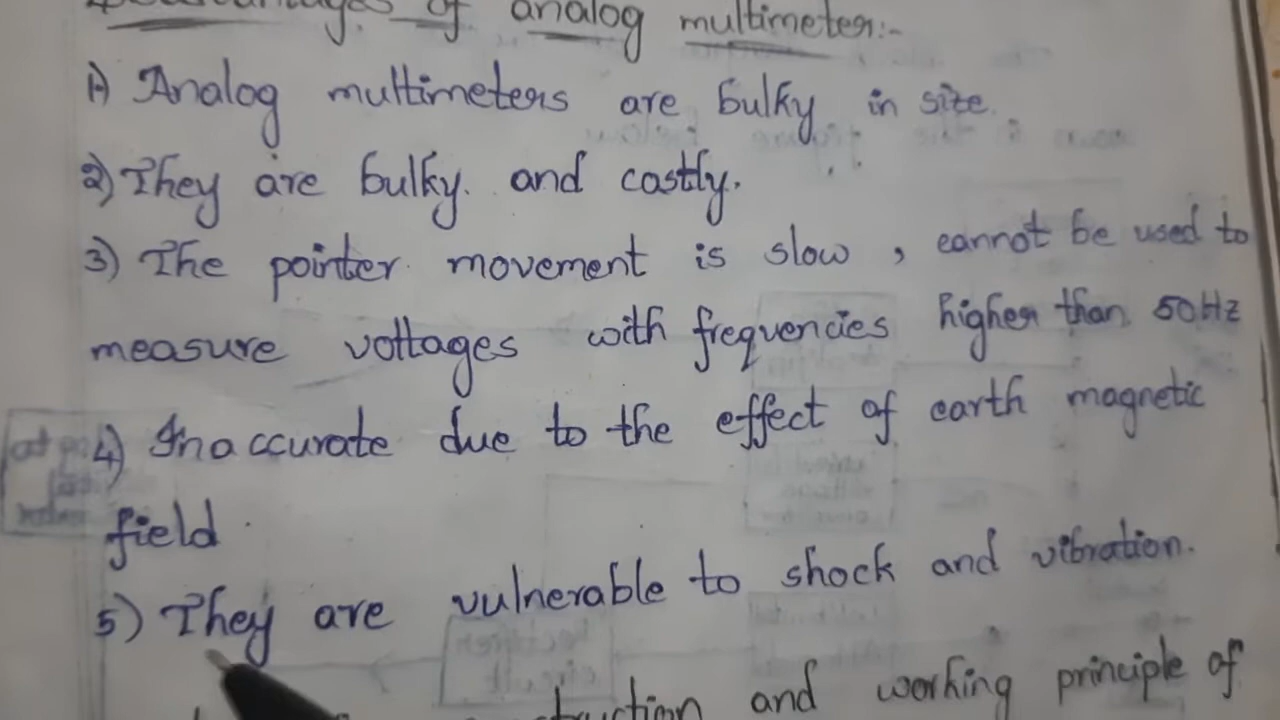 Disadvantages of analog multimeter:-
1) Analog multimeters are bulky in size.
2) They are bulky. and costly.
3) The pointer movement is slow , cannot be used to
measure voltages with frequencies higher than 50Hz
4) Inaccurate due to the effect of earth magnetic
field
5) They are vulnerable to shock and vibration.
and working principle of